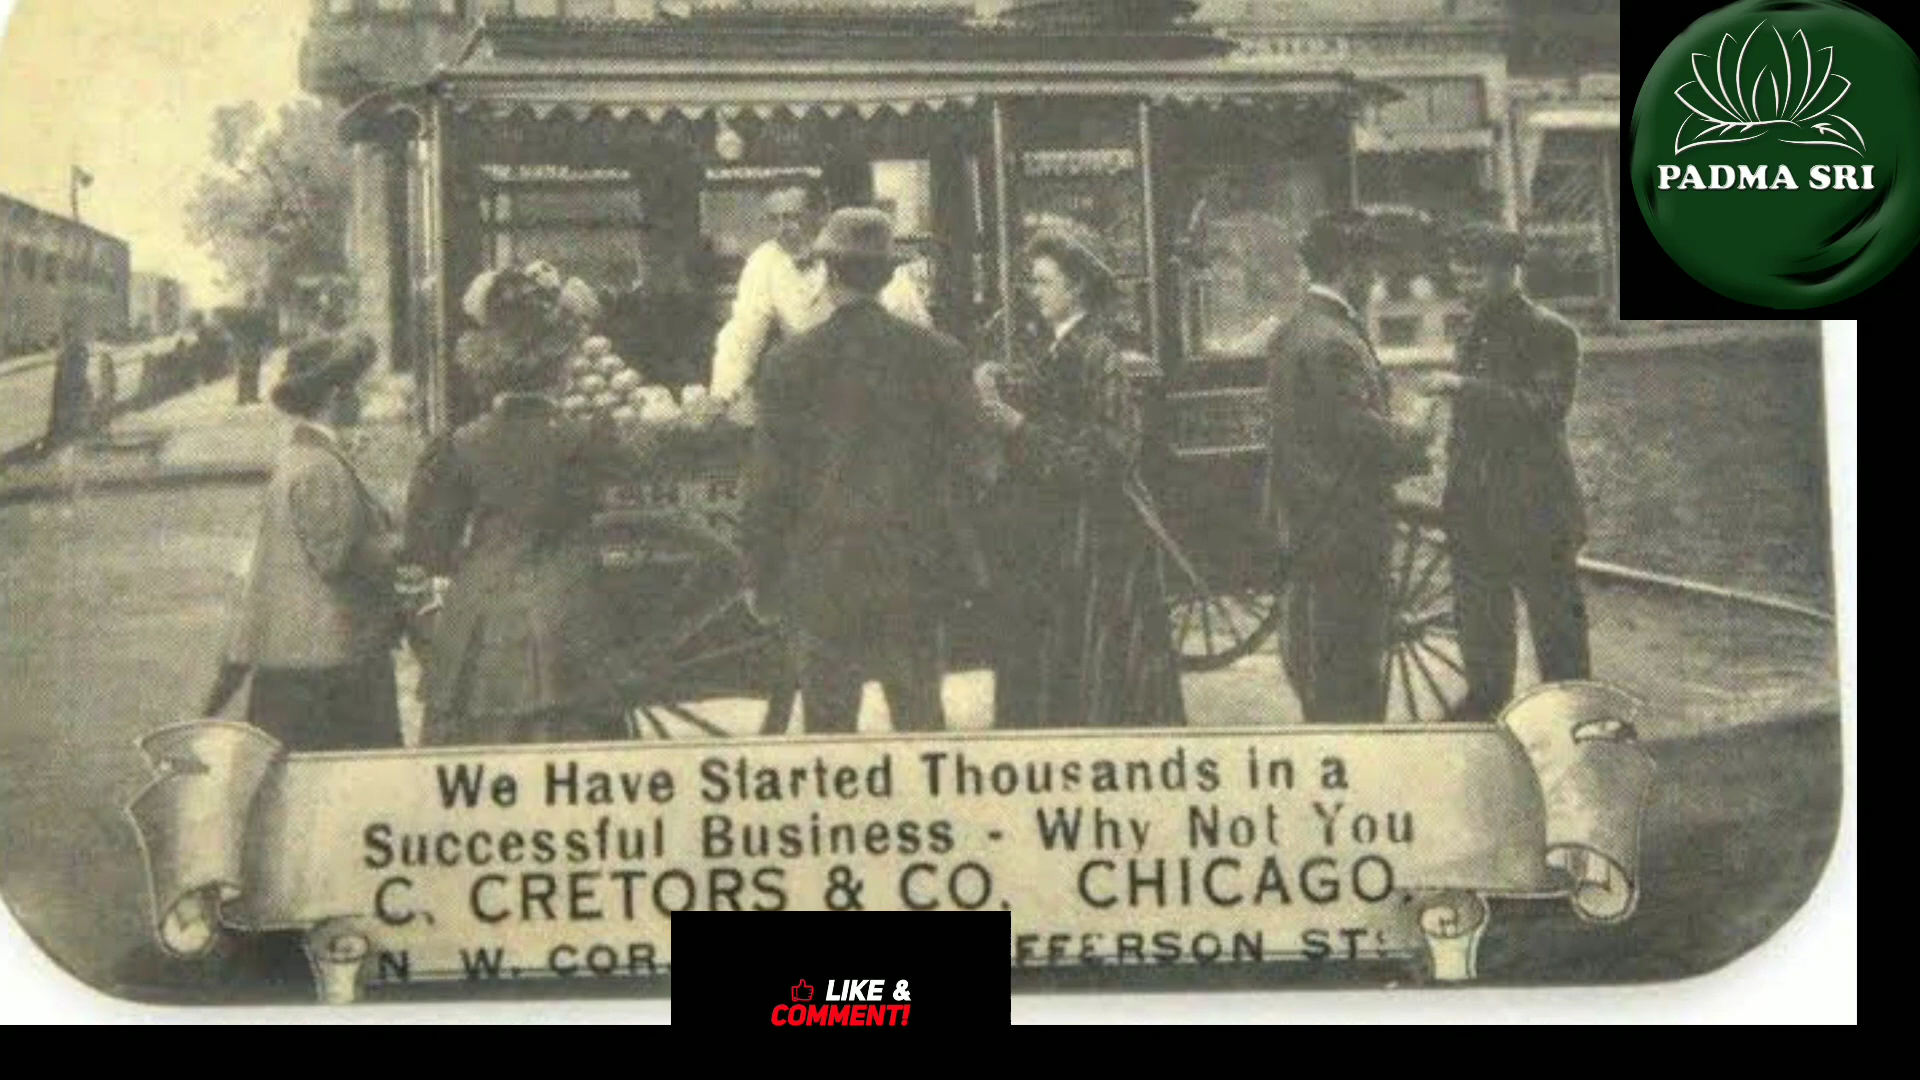 PADMA SRI
We Have Started Thousands in a
Successful Business - Why Not You
C. CRETORS & CO. CHICAGO.
N. W. COR. EFFERSON STS
LIKE &
COMMENT!